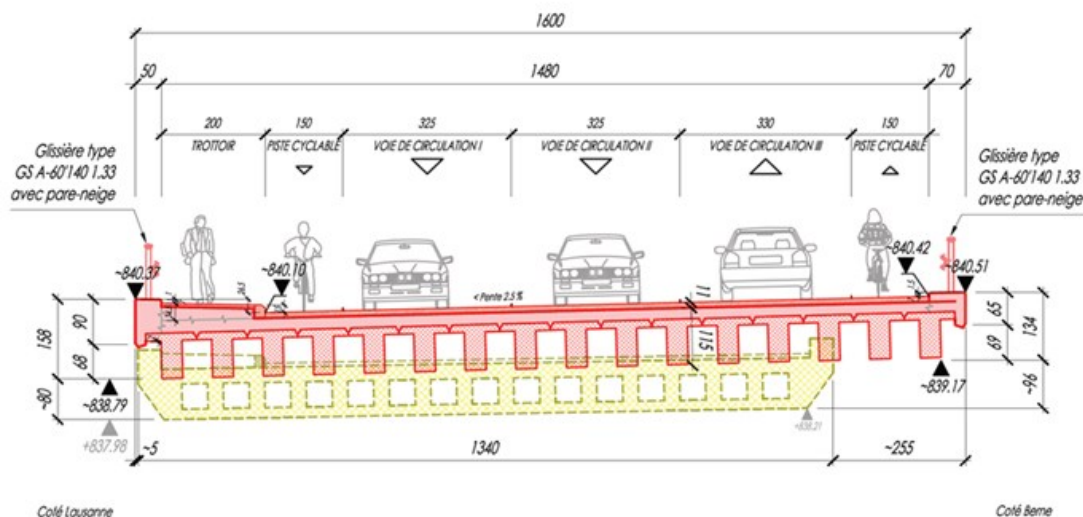 1600
50
1480
70
200
150
325
325
330
150
TROTTOIR
PISTE CYCLABLE
VOIE DE CIRCULATION I
VOIE DE CIRCULATION II
VOIE DE CIRCULATION III
PISTE CYCLABLE
Glissière type
GS A-60'140 1.33
avec pare-neige
Glissière type
GS A-60'140 1.33
avec pare-neige
~840.37
~840.10
~840.42
~840.51
< Pente 2.5 %
11
115
158
90
68
~80
65
69
134
~96
~838.79
+837.98
~839.17
+838.21
~5
1340
~255
Coté Lausanne
Coté Berne